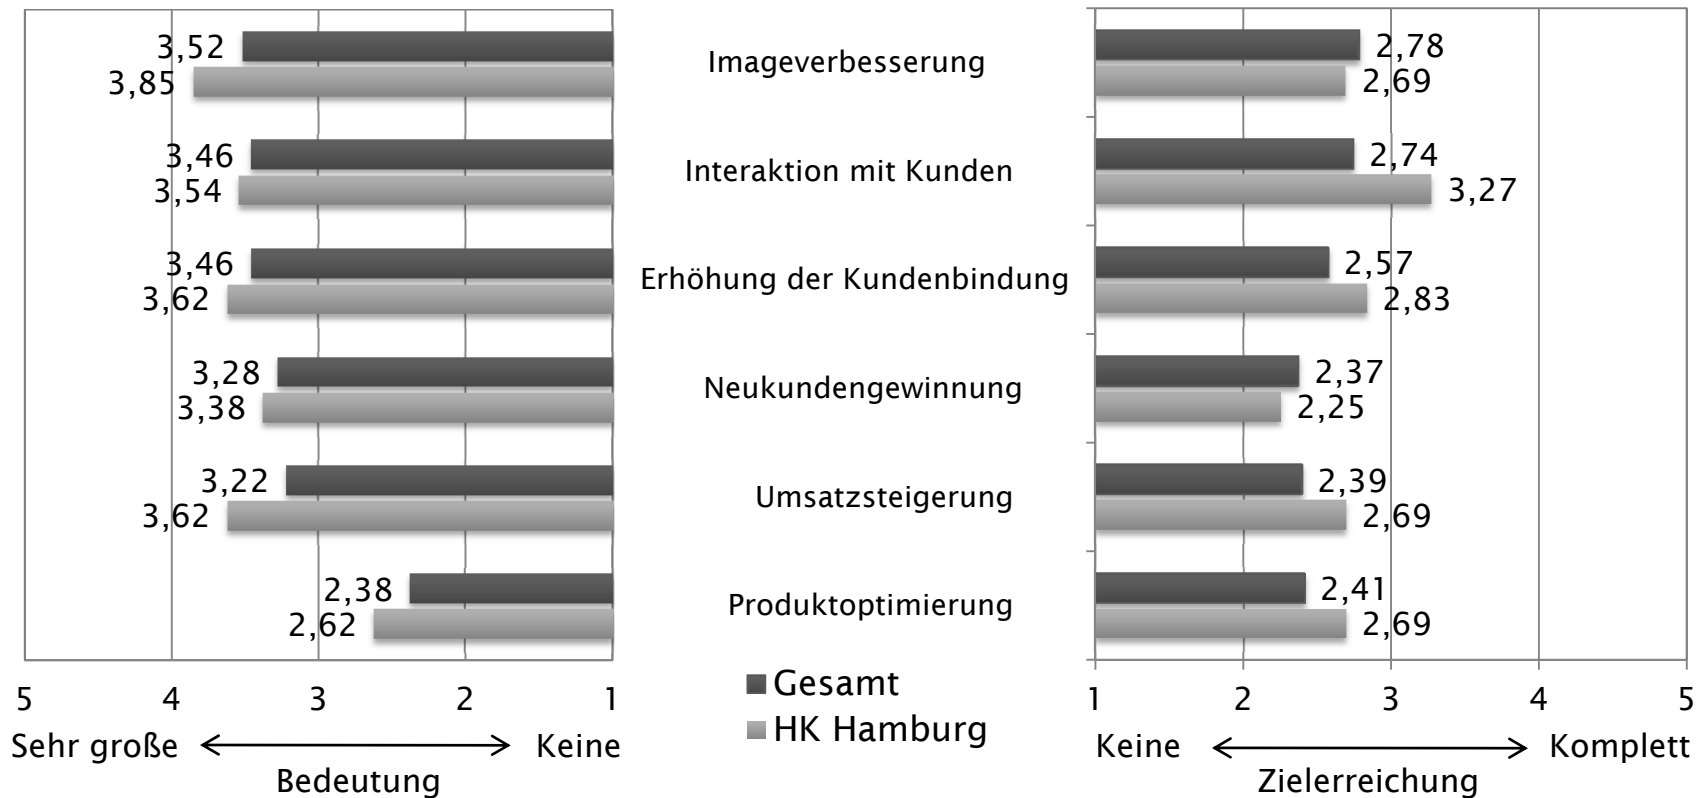 3,52
3,85
Imageverbesserung
2,78
2,69
3,46
3,54
Interaktion mit Kunden
2,74
3,27
3,46
3,62
Erhöhung der Kundenbindung
2,57
2,83
3,28
3,38
Neukundengewinnung
2,37
2,25
3,22
3,62
Umsatzsteigerung
2,39
2,69
2,38
2,62
Produktoptimierung
2,41
2,69
5 4 3 2 1
Gesamt
HK Hamburg
1 2 3 4 5
Sehr große Keine
Bedeutung
Keine Komplett
Zielerreichung